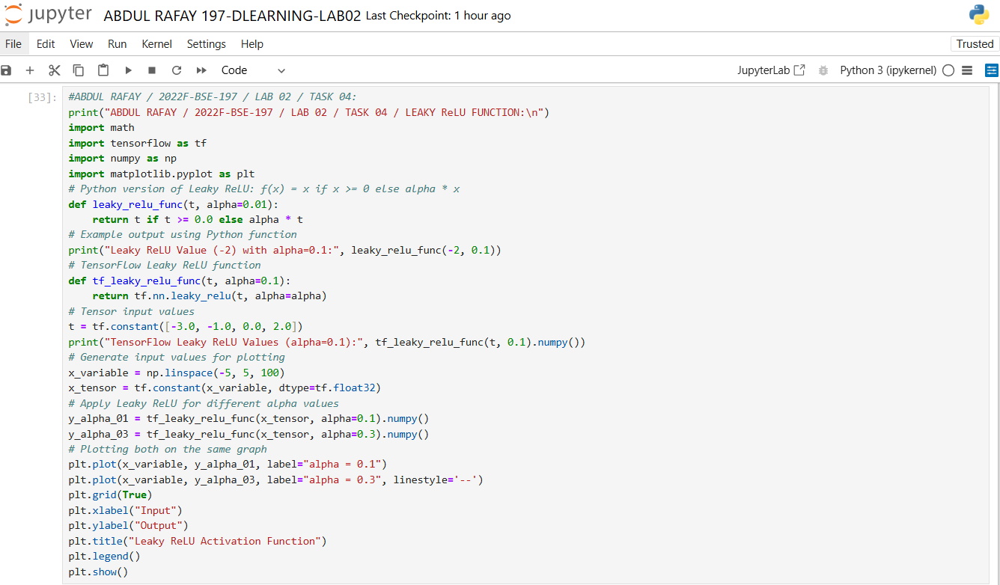 jupyter ABDUL RAFAY 197-DLEARNING-LAB02 Last Checkpoint: 1 hour ago
File Edit View Run Kernel Settings Help Trusted
Code JupyterLab Python 3 (ipykernel)
[33]: #ABDUL RAFAY / 2022F-BSE-197 / LAB 02 / TASK 04:
print("ABDUL RAFAY / 2022F-BSE-197 / LAB 02 / TASK 04 / LEAKY ReLU FUNCTION:\n")
import math
import tensorflow as tf
import numpy as np
import matplotlib.pyplot as plt
# Python version of Leaky ReLU: f(x) = x if x >= 0 else alpha * x
def leaky_relu_func(t, alpha=0.01):
    return t if t >= 0.0 else alpha * t
# Example output using Python function
print("Leaky ReLU Value (-2) with alpha=0.1:", leaky_relu_func(-2, 0.1))
# TensorFlow Leaky ReLU function
def tf_leaky_relu_func(t, alpha=0.1):
    return tf.nn.leaky_relu(t, alpha=alpha)
# Tensor input values
t = tf.constant([-3.0, -1.0, 0.0, 2.0])
print("TensorFlow Leaky ReLU Values (alpha=0.1):", tf_leaky_relu_func(t, 0.1).numpy())
# Generate input values for plotting
x_variable = np.linspace(-5, 5, 100)
x_tensor = tf.constant(x_variable, dtype=tf.float32)
# Apply Leaky ReLU for different alpha values
y_alpha_01 = tf_leaky_relu_func(x_tensor, alpha=0.1).numpy()
y_alpha_03 = tf_leaky_relu_func(x_tensor, alpha=0.3).numpy()
# Plotting both on the same graph
plt.plot(x_variable, y_alpha_01, label="alpha = 0.1")
plt.plot(x_variable, y_alpha_03, label="alpha = 0.3", linestyle='--')
plt.grid(True)
plt.xlabel("Input")
plt.ylabel("Output")
plt.title("Leaky ReLU Activation Function")
plt.legend()
plt.show()